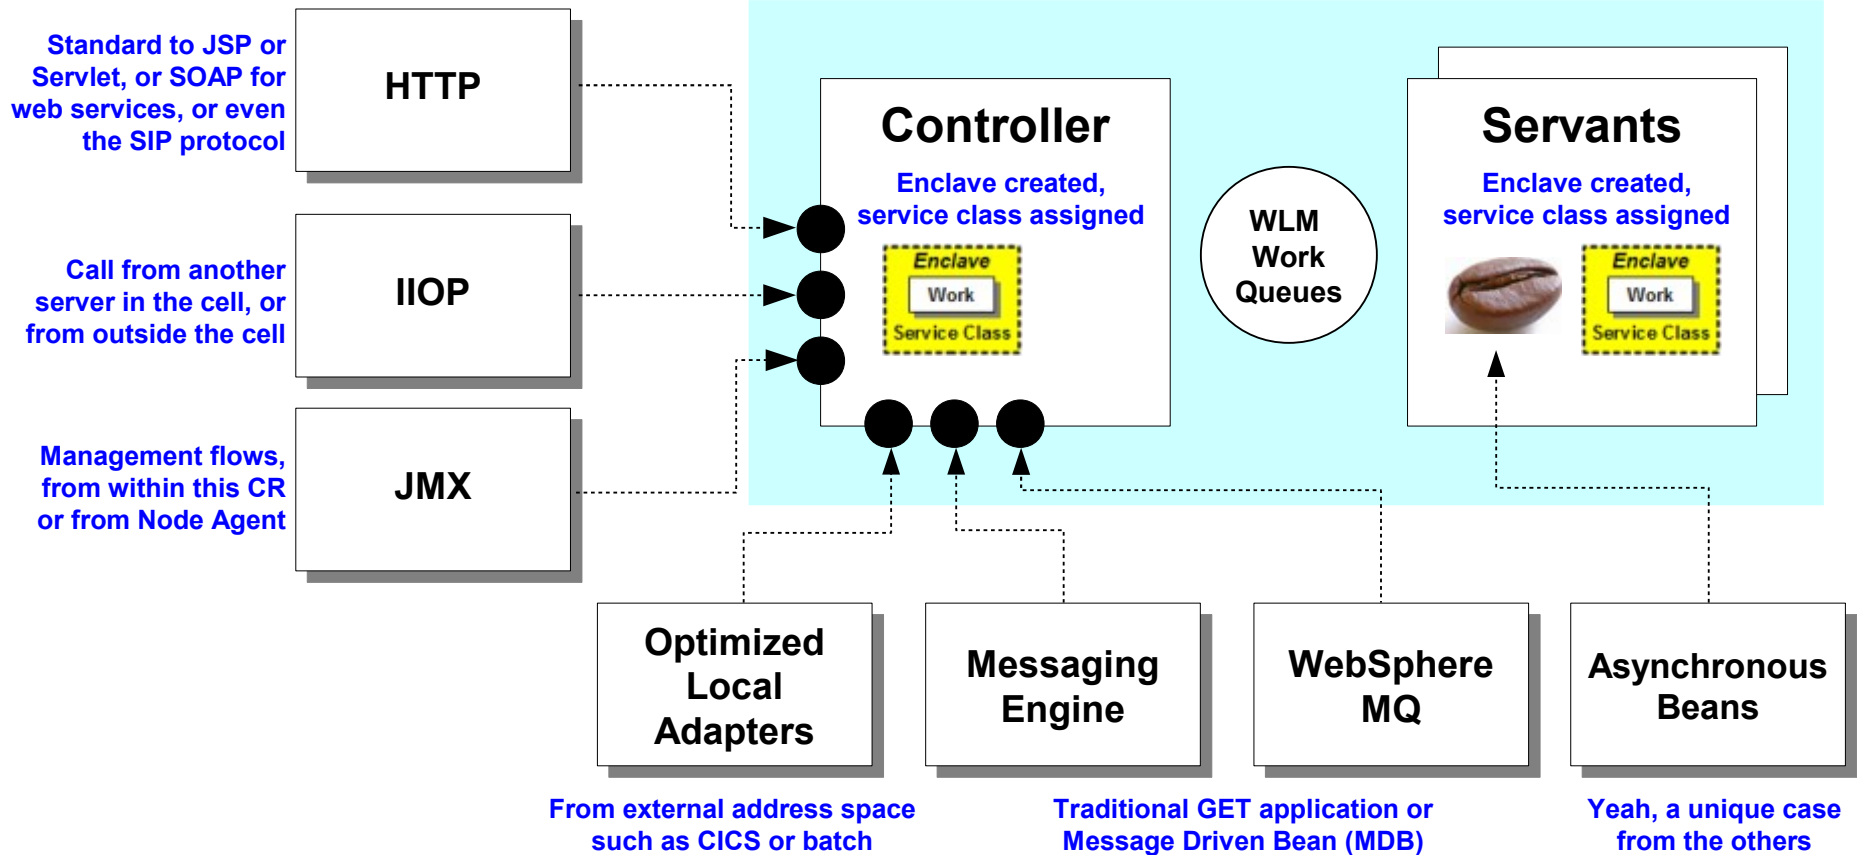 Standard to JSP or
Servlet, or SOAP for
web services, or even
the SIP protocol
HTTP
Call from another
server in the cell, or
from outside the cell
IIOP
Management flows,
from within this CR
or from Node Agent
JMX
Controller
Enclave created,
service class assigned
Enclave
Work
Service Class
WLM
Work
Queues
Servants
Enclave created,
service class assigned
Enclave
Work
Service Class
Optimized
Local
Adapters
From external address space
such as CICS or batch
Messaging
Engine
WebSphere
MQ
Traditional GET application or
Message Driven Bean (MDB)
Asynchronous
Beans
Yeah, a unique case
from the others